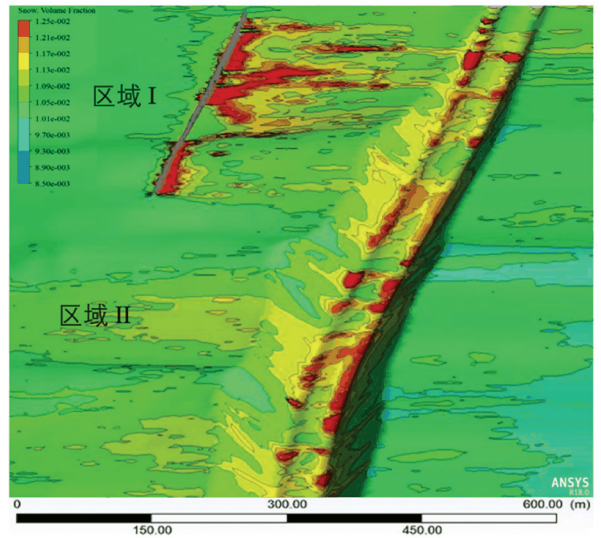 Snow. Volume Fraction
1.25e-002
1.21e-002
1.17e-002
1.13e-002
1.09e-002
1.05e-002
1.01e-002
9.70e-003
9.30e-003
8.90e-003
8.50e-003
区域 I
区域 II
ANSYS
R18.0
0 300.00 600.00 (m)
150.00 450.00